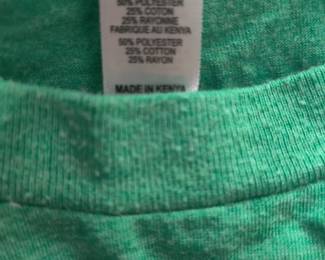 50% POLYESTER
25% COTON
25% RAYONNE
FABRIQUE AU KENYA
50% POLYESTER
25% COTTON
25% RAYON
MADE IN KENYA